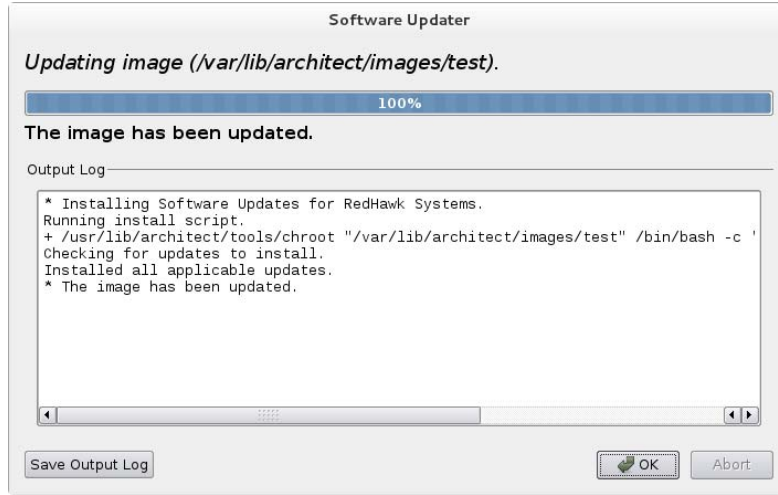 Software Updater
Updating image (/var/lib/architect/images/test).
100%
The image has been updated.
Output Log
* Installing Software Updates for RedHawk Systems.
Running install script.
+ /usr/lib/architect/tools/chroot "/var/lib/architect/images/test" /bin/bash -c '
Checking for updates to install.
Installed all applicable updates.
* The image has been updated.
Save Output Log
OK
Abort